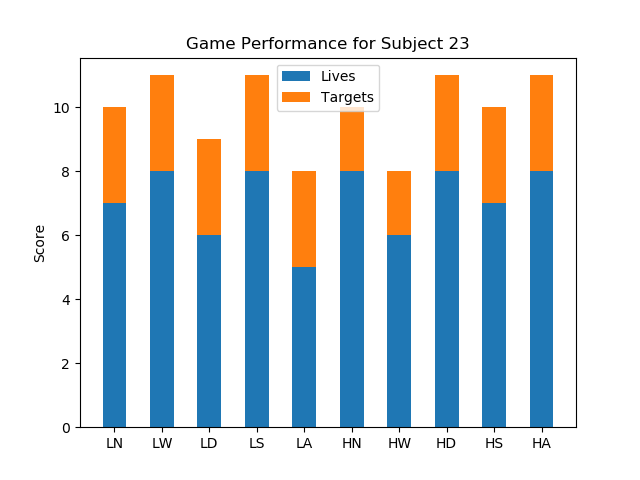 Game Performance for Subject 23
Lives
Targets
Score
10
8
6
4
2
0
LN LW LD LS LA HN HW HD HS HA